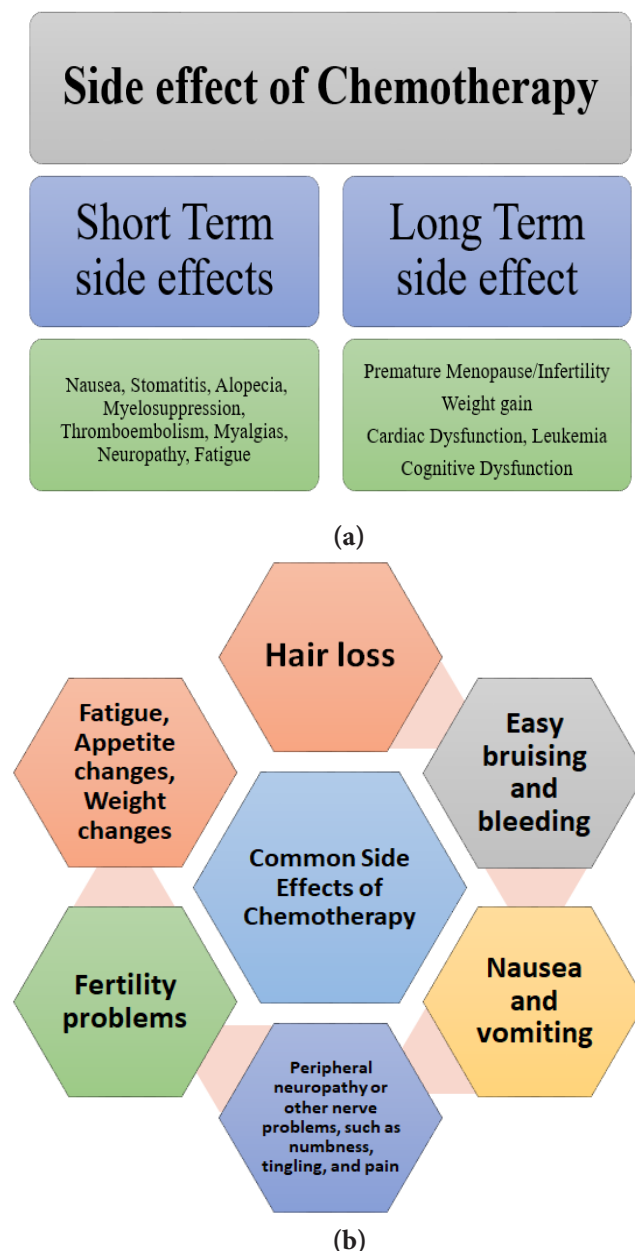 Side effect of Chemotherapy
Short Term
side effects
Long Term
side effect
Nausea, Stomatitis, Alopecia,
Myelosuppression,
Thromboembolism, Myalgias,
Neuropathy, Fatigue
Premature Menopause/Infertility
Weight gain
Cardiac Dysfunction, Leukemia
Cognitive Dysfunction
(a)
Hair loss
Easy
bruising
and
bleeding
Nausea
and
vomiting
Peripheral
neuropathy or
other nerve
problems, such as
numbness,
tingling, and pain
Fertility
problems
Fatigue,
Appetite
changes,
Weight
changes
Common Side
Effects of
Chemotherapy
(b)